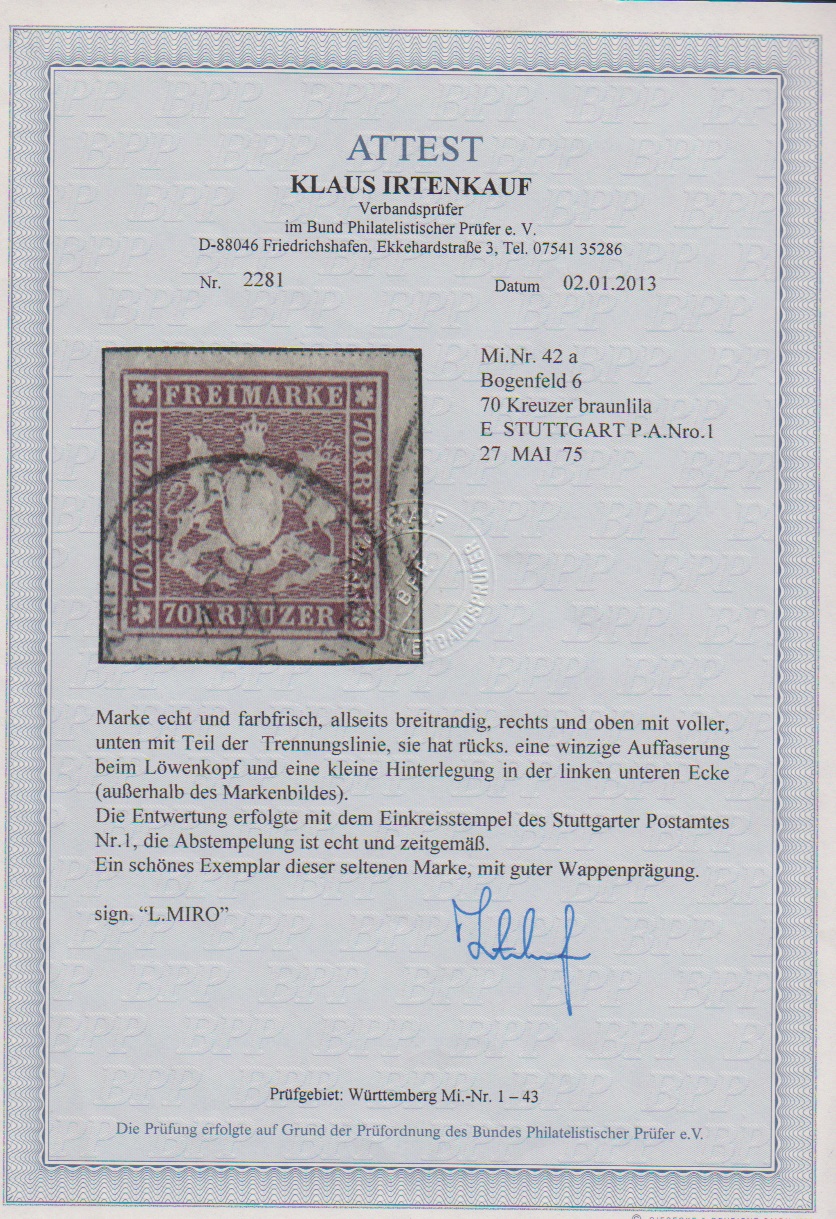 ATTEST
KLAUS IRTENKAUF
Verbandsprüfer
im Bund Philatelistischer Prüfer e. V.
D-88046 Friedrichshafen, Ekkehardstraße 3, Tel. 07541 35286
Nr. 2281 Datum 02.01.2013
FREIMARKE
70 KREUZER
70 KREUZER
Mi.Nr. 42 a
Bogenfeld 6
70 Kreuzer braunlila
E STUTTGART P.A.Nro.1
27 MAI 75
BPP
VERBANDSPRÜFER
Marke echt und farbfrisch, allseits breitrandig, rechts und oben mit voller,
unten mit Teil der Trennungslinie, sie hat rücks. eine winzige Auffaserung
beim Löwenkopf und eine kleine Hinterlegung in der linken unteren Ecke
(außerhalb des Markenbildes).
Die Entwertung erfolgte mit dem Einkreisstempel des Stuttgarter Postamtes
Nr.1, die Abstempelung ist echt und zeitgemäß.
Ein schönes Exemplar dieser seltenen Marke, mit guter Wappenprägung.
sign. “L.MIRO”
Prüfgebiet: Württemberg Mi.-Nr. 1 – 43
Die Prüfung erfolgte auf Grund der Prüfordnung des Bundes Philatelistischer Prüfer e.V.